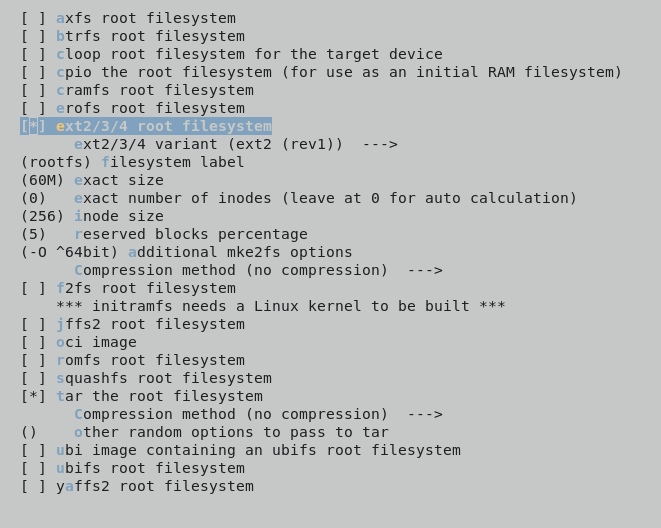 [ ] axfs root filesystem
[ ] btrfs root filesystem
[ ] cloop root filesystem for the target device
[ ] cpio the root filesystem (for use as an initial RAM filesystem)
[ ] cramfs root filesystem
[ ] erofs root filesystem
[*] ext2/3/4 root filesystem
      ext2/3/4 variant (ext2 (rev1))  --->
(rootfs) filesystem label
(60M) exact size
(0)   exact number of inodes (leave at 0 for auto calculation)
(256) inode size
(5)   reserved blocks percentage
(-O ^64bit) additional mke2fs options
      Compression method (no compression)  --->
[ ] f2fs root filesystem
    *** initramfs needs a Linux kernel to be built ***
[ ] jffs2 root filesystem
[ ] oci image
[ ] romfs root filesystem
[ ] squashfs root filesystem
[*] tar the root filesystem
      Compression method (no compression)  --->
()    other random options to pass to tar
[ ] ubi image containing an ubifs root filesystem
[ ] ubifs root filesystem
[ ] yaffs2 root filesystem